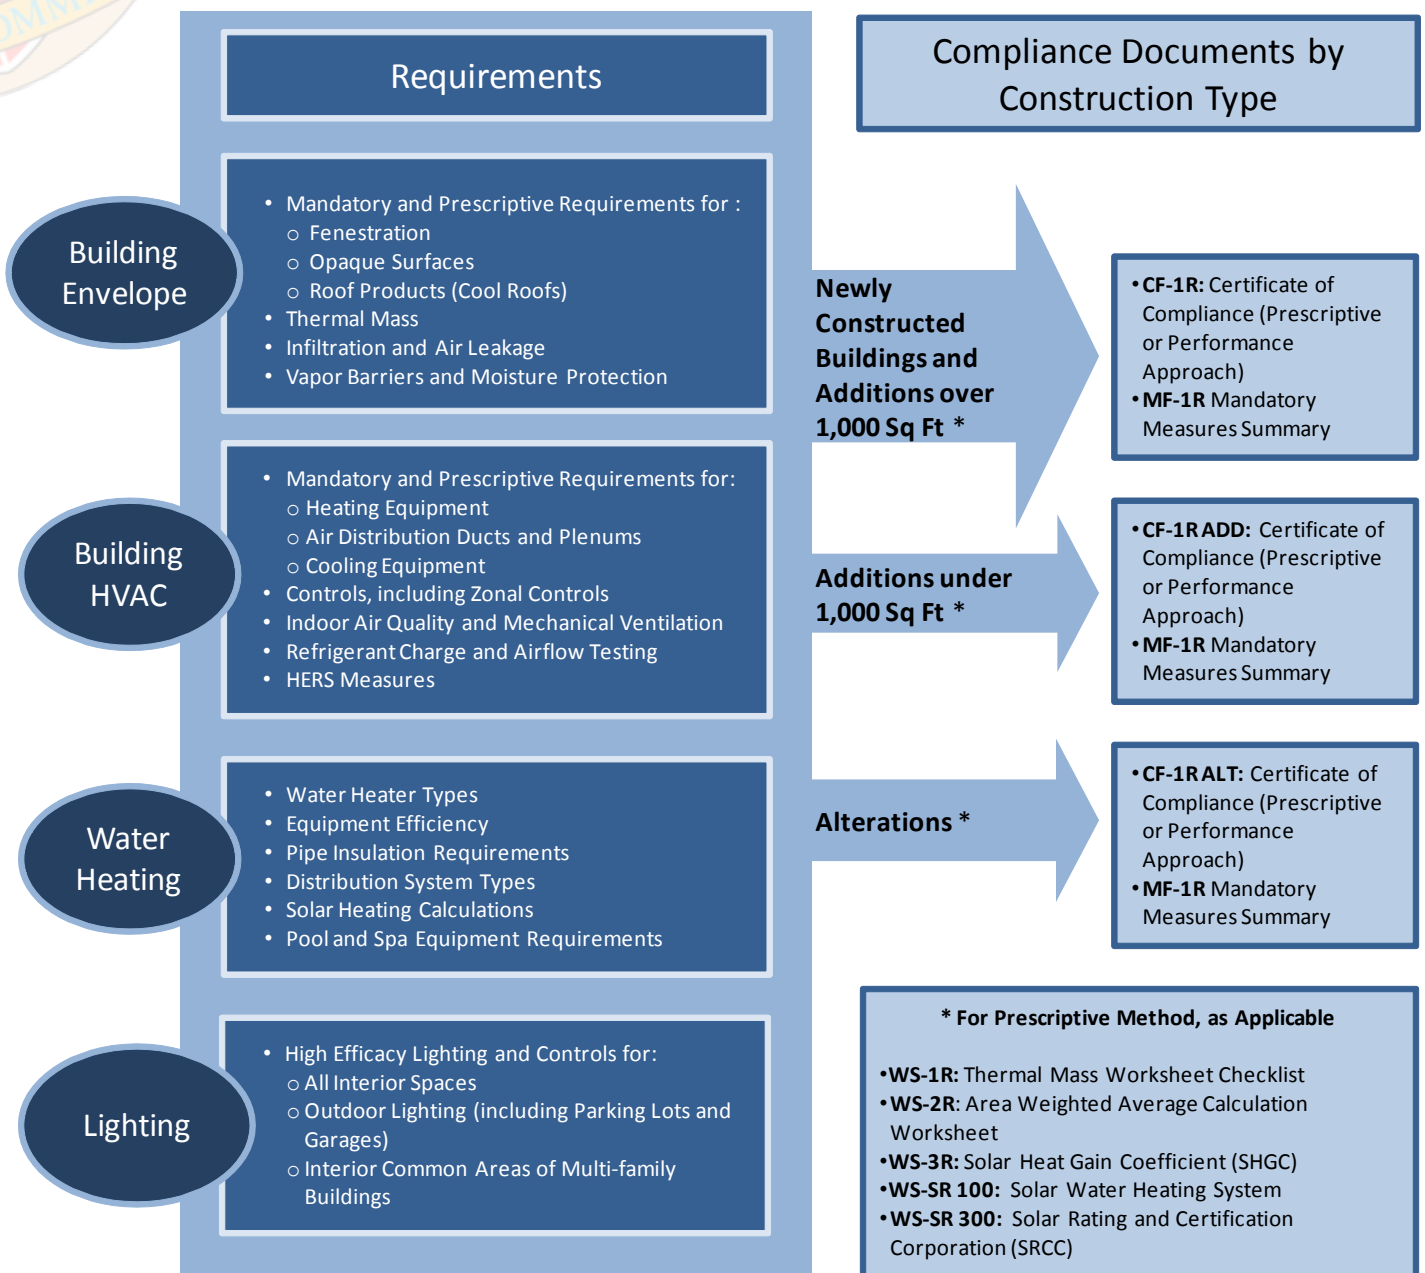 Requirements
Compliance Documents by
Construction Type
Building
Envelope
• Mandatory and Prescriptive Requirements for :
o Fenestration
o Opaque Surfaces
o Roof Products (Cool Roofs)
• Thermal Mass
• Infiltration and Air Leakage
• Vapor Barriers and Moisture Protection
Newly
Constructed
Buildings and
Additions over
1,000 Sq Ft *
•CF-1R: Certificate of
Compliance (Prescriptive
or Performance
Approach)
•MF-1R Mandatory
Measures Summary
Building
HVAC
• Mandatory and Prescriptive Requirements for:
o Heating Equipment
o Air Distribution Ducts and Plenums
o Cooling Equipment
• Controls, including Zonal Controls
• Indoor Air Quality and Mechanical Ventilation
• Refrigerant Charge and Airflow Testing
• HERS Measures
Additions under
1,000 Sq Ft *
•CF-1R ADD: Certificate of
Compliance (Prescriptive
or Performance
Approach)
•MF-1R Mandatory
Measures Summary
Water
Heating
• Water Heater Types
• Equipment Efficiency
• Pipe Insulation Requirements
• Distribution System Types
• Solar Heating Calculations
• Pool and Spa Equipment Requirements
Alterations *
•CF-1R ALT: Certificate of
Compliance (Prescriptive
or Performance
Approach)
•MF-1R Mandatory
Measures Summary
Lighting
• High Efficacy Lighting and Controls for:
o All Interior Spaces
o Outdoor Lighting (including Parking Lots and
Garages)
o Interior Common Areas of Multi-family
Buildings
* For Prescriptive Method, as Applicable
•WS-1R: Thermal Mass Worksheet Checklist
•WS-2R: Area Weighted Average Calculation
Worksheet
•WS-3R: Solar Heat Gain Coefficient (SHGC)
•WS-SR 100: Solar Water Heating System
•WS-SR 300: Solar Rating and Certification
Corporation (SRCC)